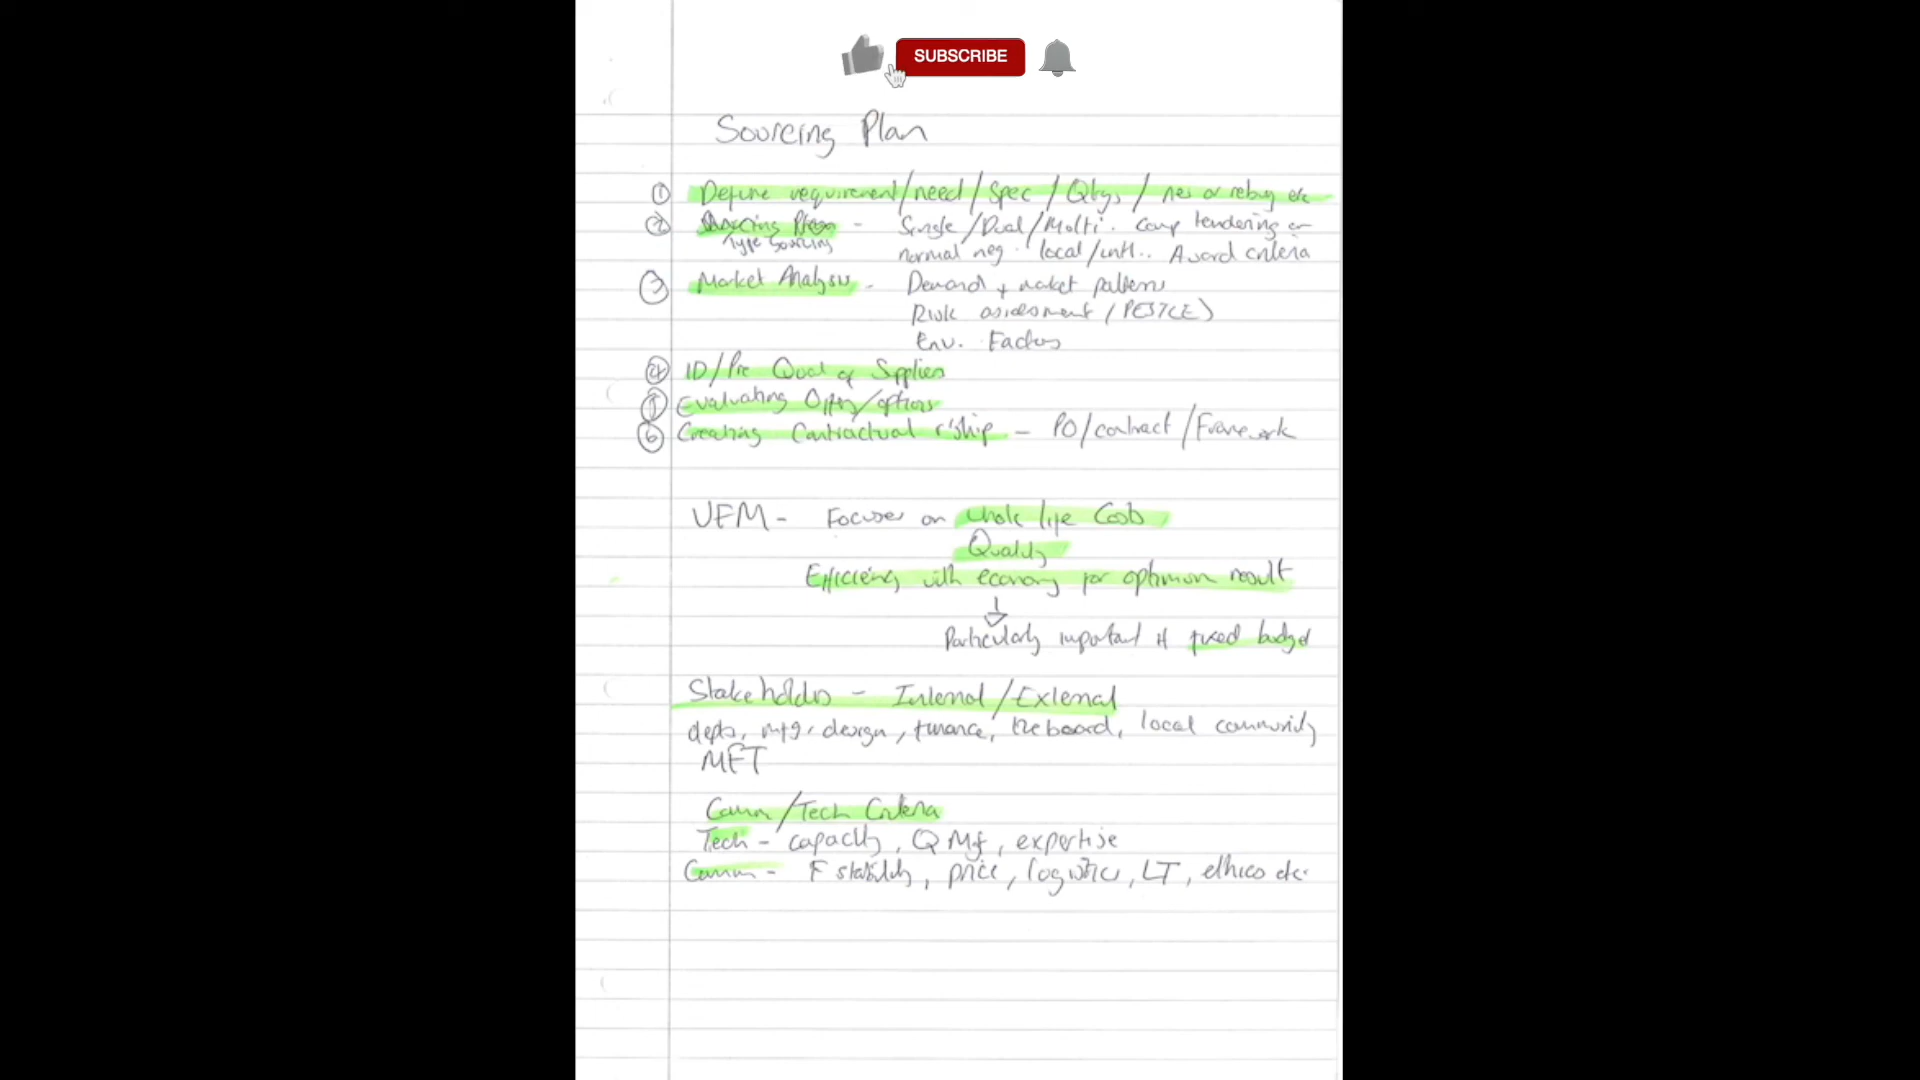 SUBSCRIBE
Sourcing Plan
① Define requirement/need/Spec/Qtys/new or rebuy etc
② Sourcing Plan - Single/Dual/Multi. Comp tendering or
Type Sourcing normal neg. local/intl.. Award criteria
③ Market Analysis - Demand + market patterns
Risk assessment (PESTLE)
Env. Factors
④ ID/Pre Qual of Suppliers
⑤ Evaluating Offers/options
⑥ Creating Contractual r'ship - PO/contract/Framework
VFM - Focuses on whole life Costs
Quality
Efficiency with economy for optimum result
Particularly important if fixed budget
Stakeholders - Internal/External
depts, mfg, design, finance, the board, local community
MFT
Comm/Tech Criteria
Tech - capacity, Q Mgt, expertise
Comm - F stability, price, logistics, LT, ethics etc.